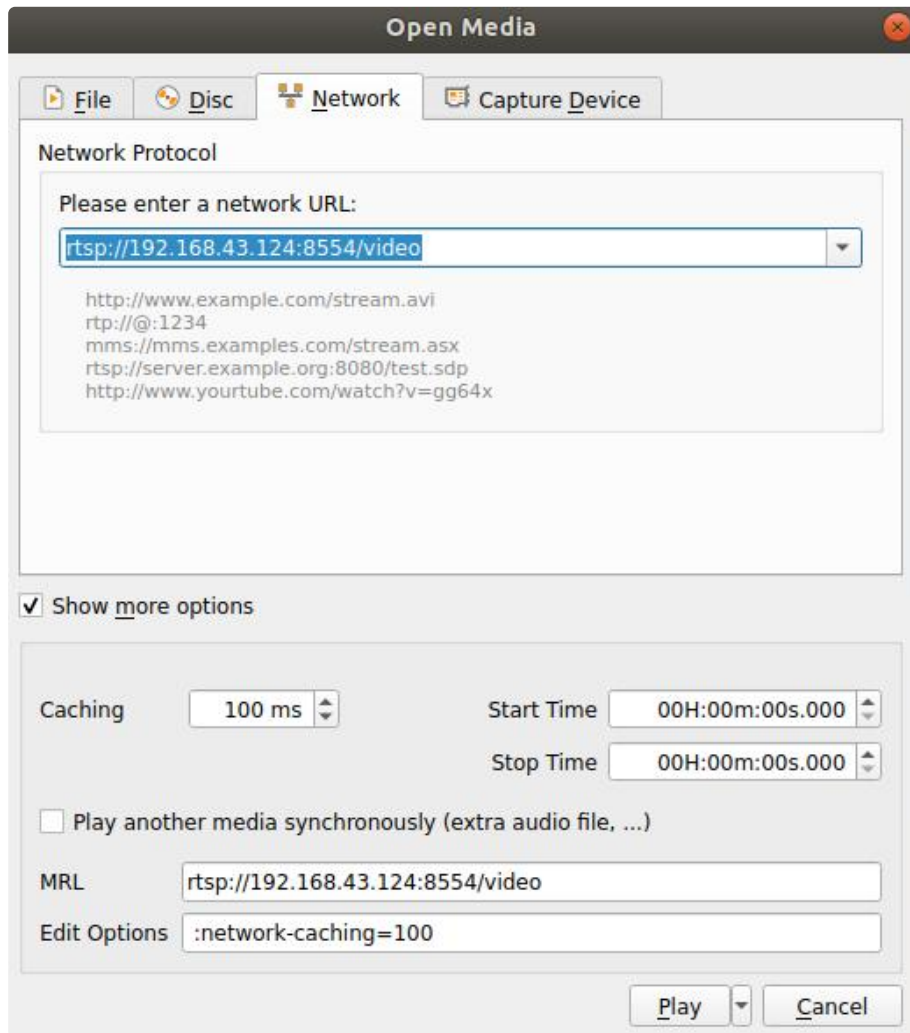 Open Media
File Disc Network Capture Device
Network Protocol
Please enter a network URL:
rtsp://192.168.43.124:8554/video
http://www.example.com/stream.avi
rtp://@:1234
mms://mms.examples.com/stream.asx
rtsp://server.example.org:8080/test.sdp
http://www.yourtube.com/watch?v=gg64x
Show more options
Caching 100 ms Start Time 00H:00m:00s.000
Stop Time 00H:00m:00s.000
Play another media synchronously (extra audio file, ...)
MRL rtsp://192.168.43.124:8554/video
Edit Options :network-caching=100
Play Cancel